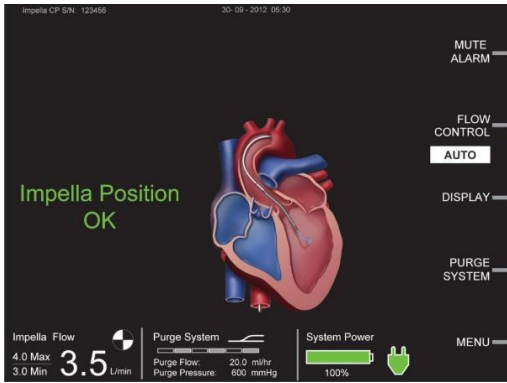 Impella CP S/N: 123456
30- 09 - 2012 05:30
MUTE
ALARM
FLOW
CONTROL
AUTO
DISPLAY
PURGE
SYSTEM
MENU
Impella Position
OK
Impella Flow
4.0 Max
3.0 Min
3.5 L/min
Purge System
Purge Flow: 20.0 ml/hr
Purge Pressure: 600 mmHg
System Power
100%